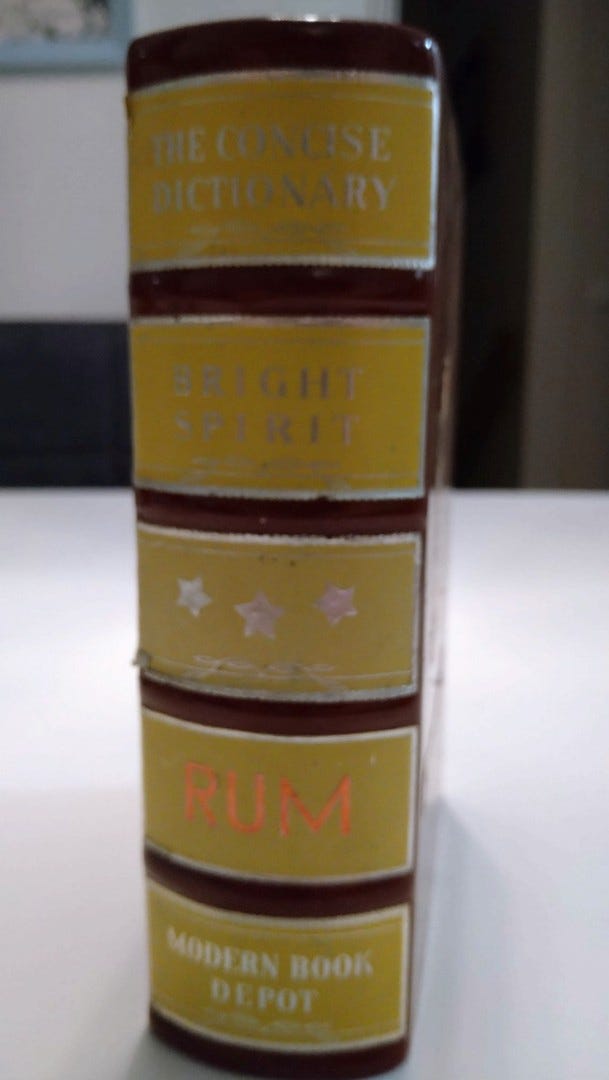 THE CONCISE
DICTIONARY
BRIGHT
SPIRIT
RUM
MODERN BOOK
DEPOT